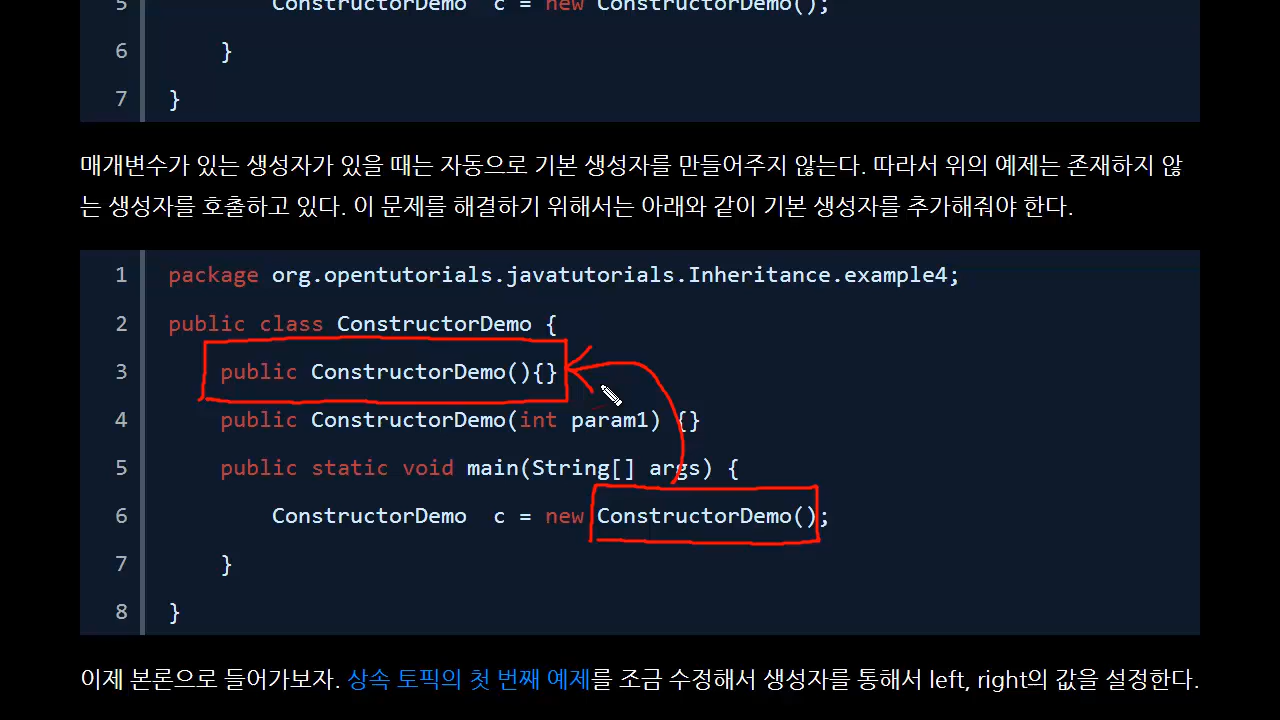 5 ConstructorDemo  c = new ConstructorDemo();
6 }
7 }
매개변수가 있는 생성자가 있을 때는 자동으로 기본 생성자를 만들어주지 않는다. 따라서 위의 예제는 존재하지 않
는 생성자를 호출하고 있다. 이 문제를 해결하기 위해서는 아래와 같이 기본 생성자를 추가해줘야 한다.
1 package org.opentutorials.javatutorials.Inheritance.example4;
2 public class ConstructorDemo {
3 public ConstructorDemo(){}
4 public ConstructorDemo(int param1) {}
5 public static void main(String[] args) {
6 ConstructorDemo  c = new ConstructorDemo();
7 }
8 }
이제 본론으로 들어가보자. 상속 토픽의 첫 번째 예제를 조금 수정해서 생성자를 통해서 left, right의 값을 설정한다.